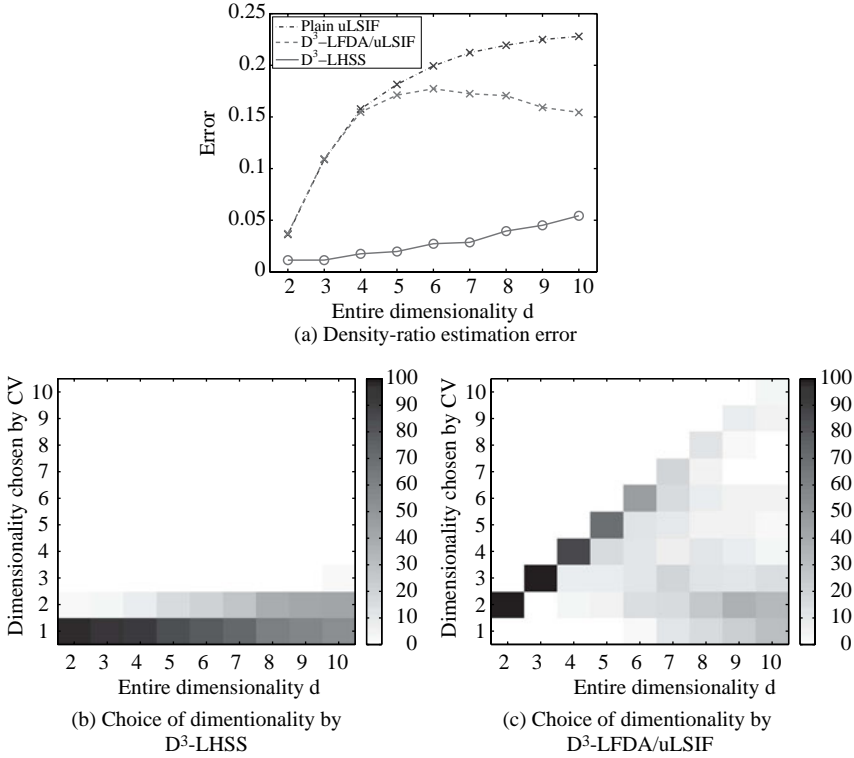 0.25
0.2
0.15
0.1
0.05
0
Error
Plain uLSIF
D³–LFDA/uLSIF
D³–LHSS
2 3 4 5 6 7 8 9 10
Entire dimensionality d
(a) Density-ratio estimation error
Dimensionality chosen by CV
10
9
8
7
6
5
4
3
2
1
2 3 4 5 6 7 8 9 10
Entire dimensionality d
100
90
80
70
60
50
40
30
20
10
0
(b) Choice of dimentionality by
D³-LHSS
Dimensionality chosen by CV
10
9
8
7
6
5
4
3
2
1
2 3 4 5 6 7 8 9 10
Entire dimensionality d
100
90
80
70
60
50
40
30
20
10
0
(c) Choice of dimentionality by
D³-LFDA/uLSIF